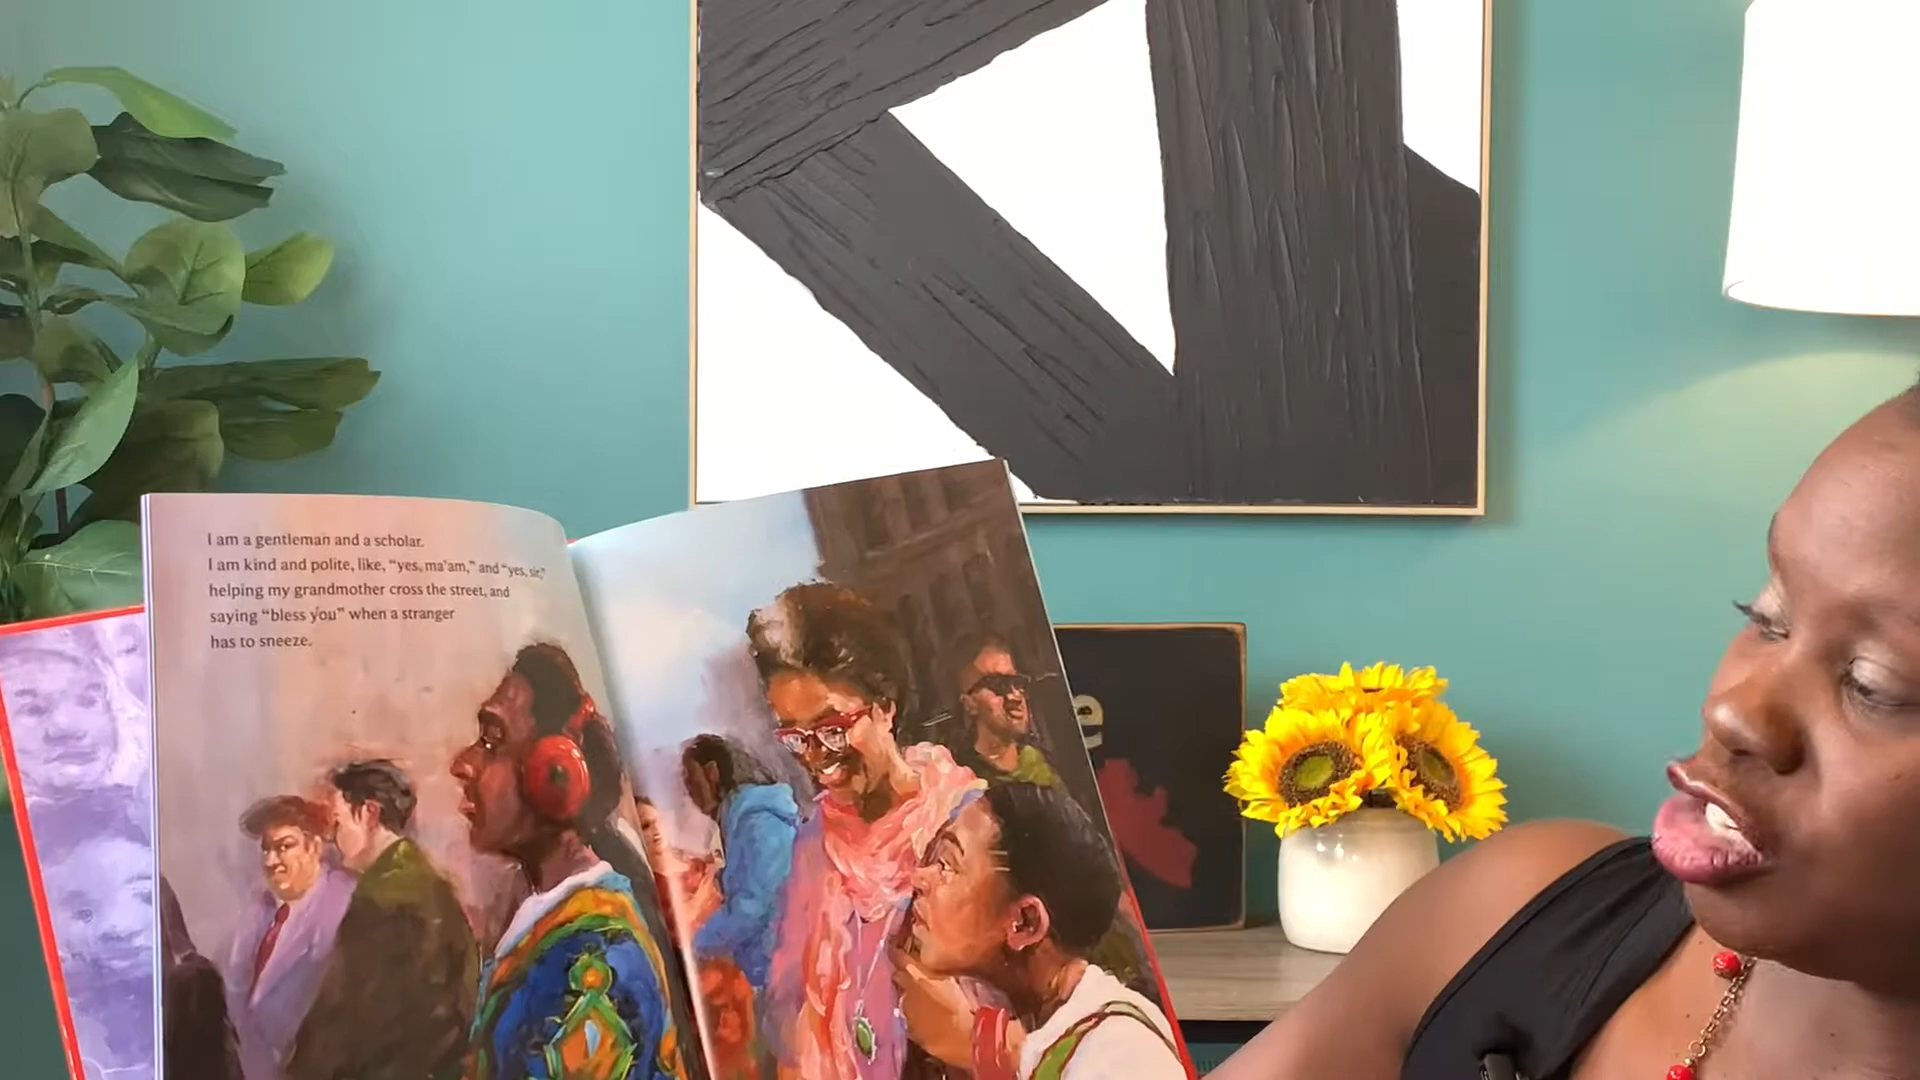 I am a gentleman and a scholar.
I am kind and polite, like, “yes, ma’am,” and “yes, sir,”
helping my grandmother cross the street, and
saying “bless you” when a stranger
has to sneeze.
e